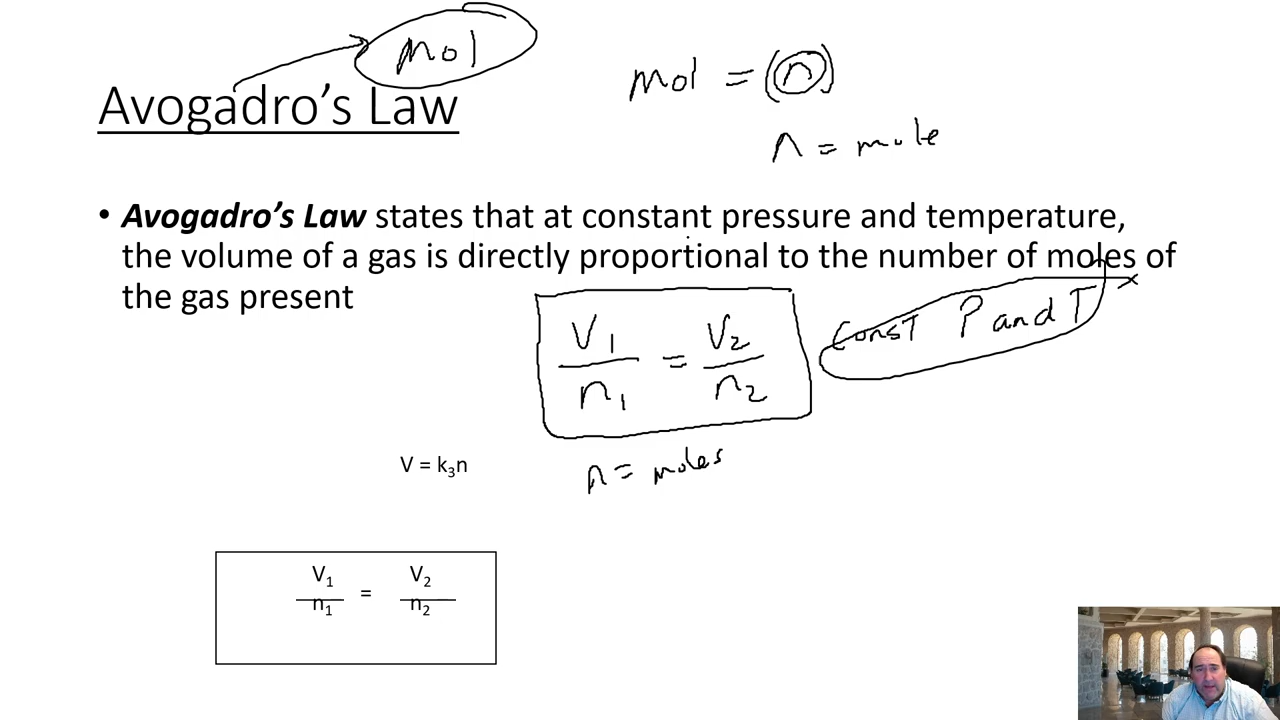 mol
mol = (n)
Avogadro's Law
n = mole
• Avogadro's Law states that at constant pressure and temperature,
the volume of a gas is directly proportional to the number of moles of
the gas present
V₁/n₁ = V₂/n₂
const P and T
V = k₃n
n = moles
V₁/n₁ = V₂/n₂